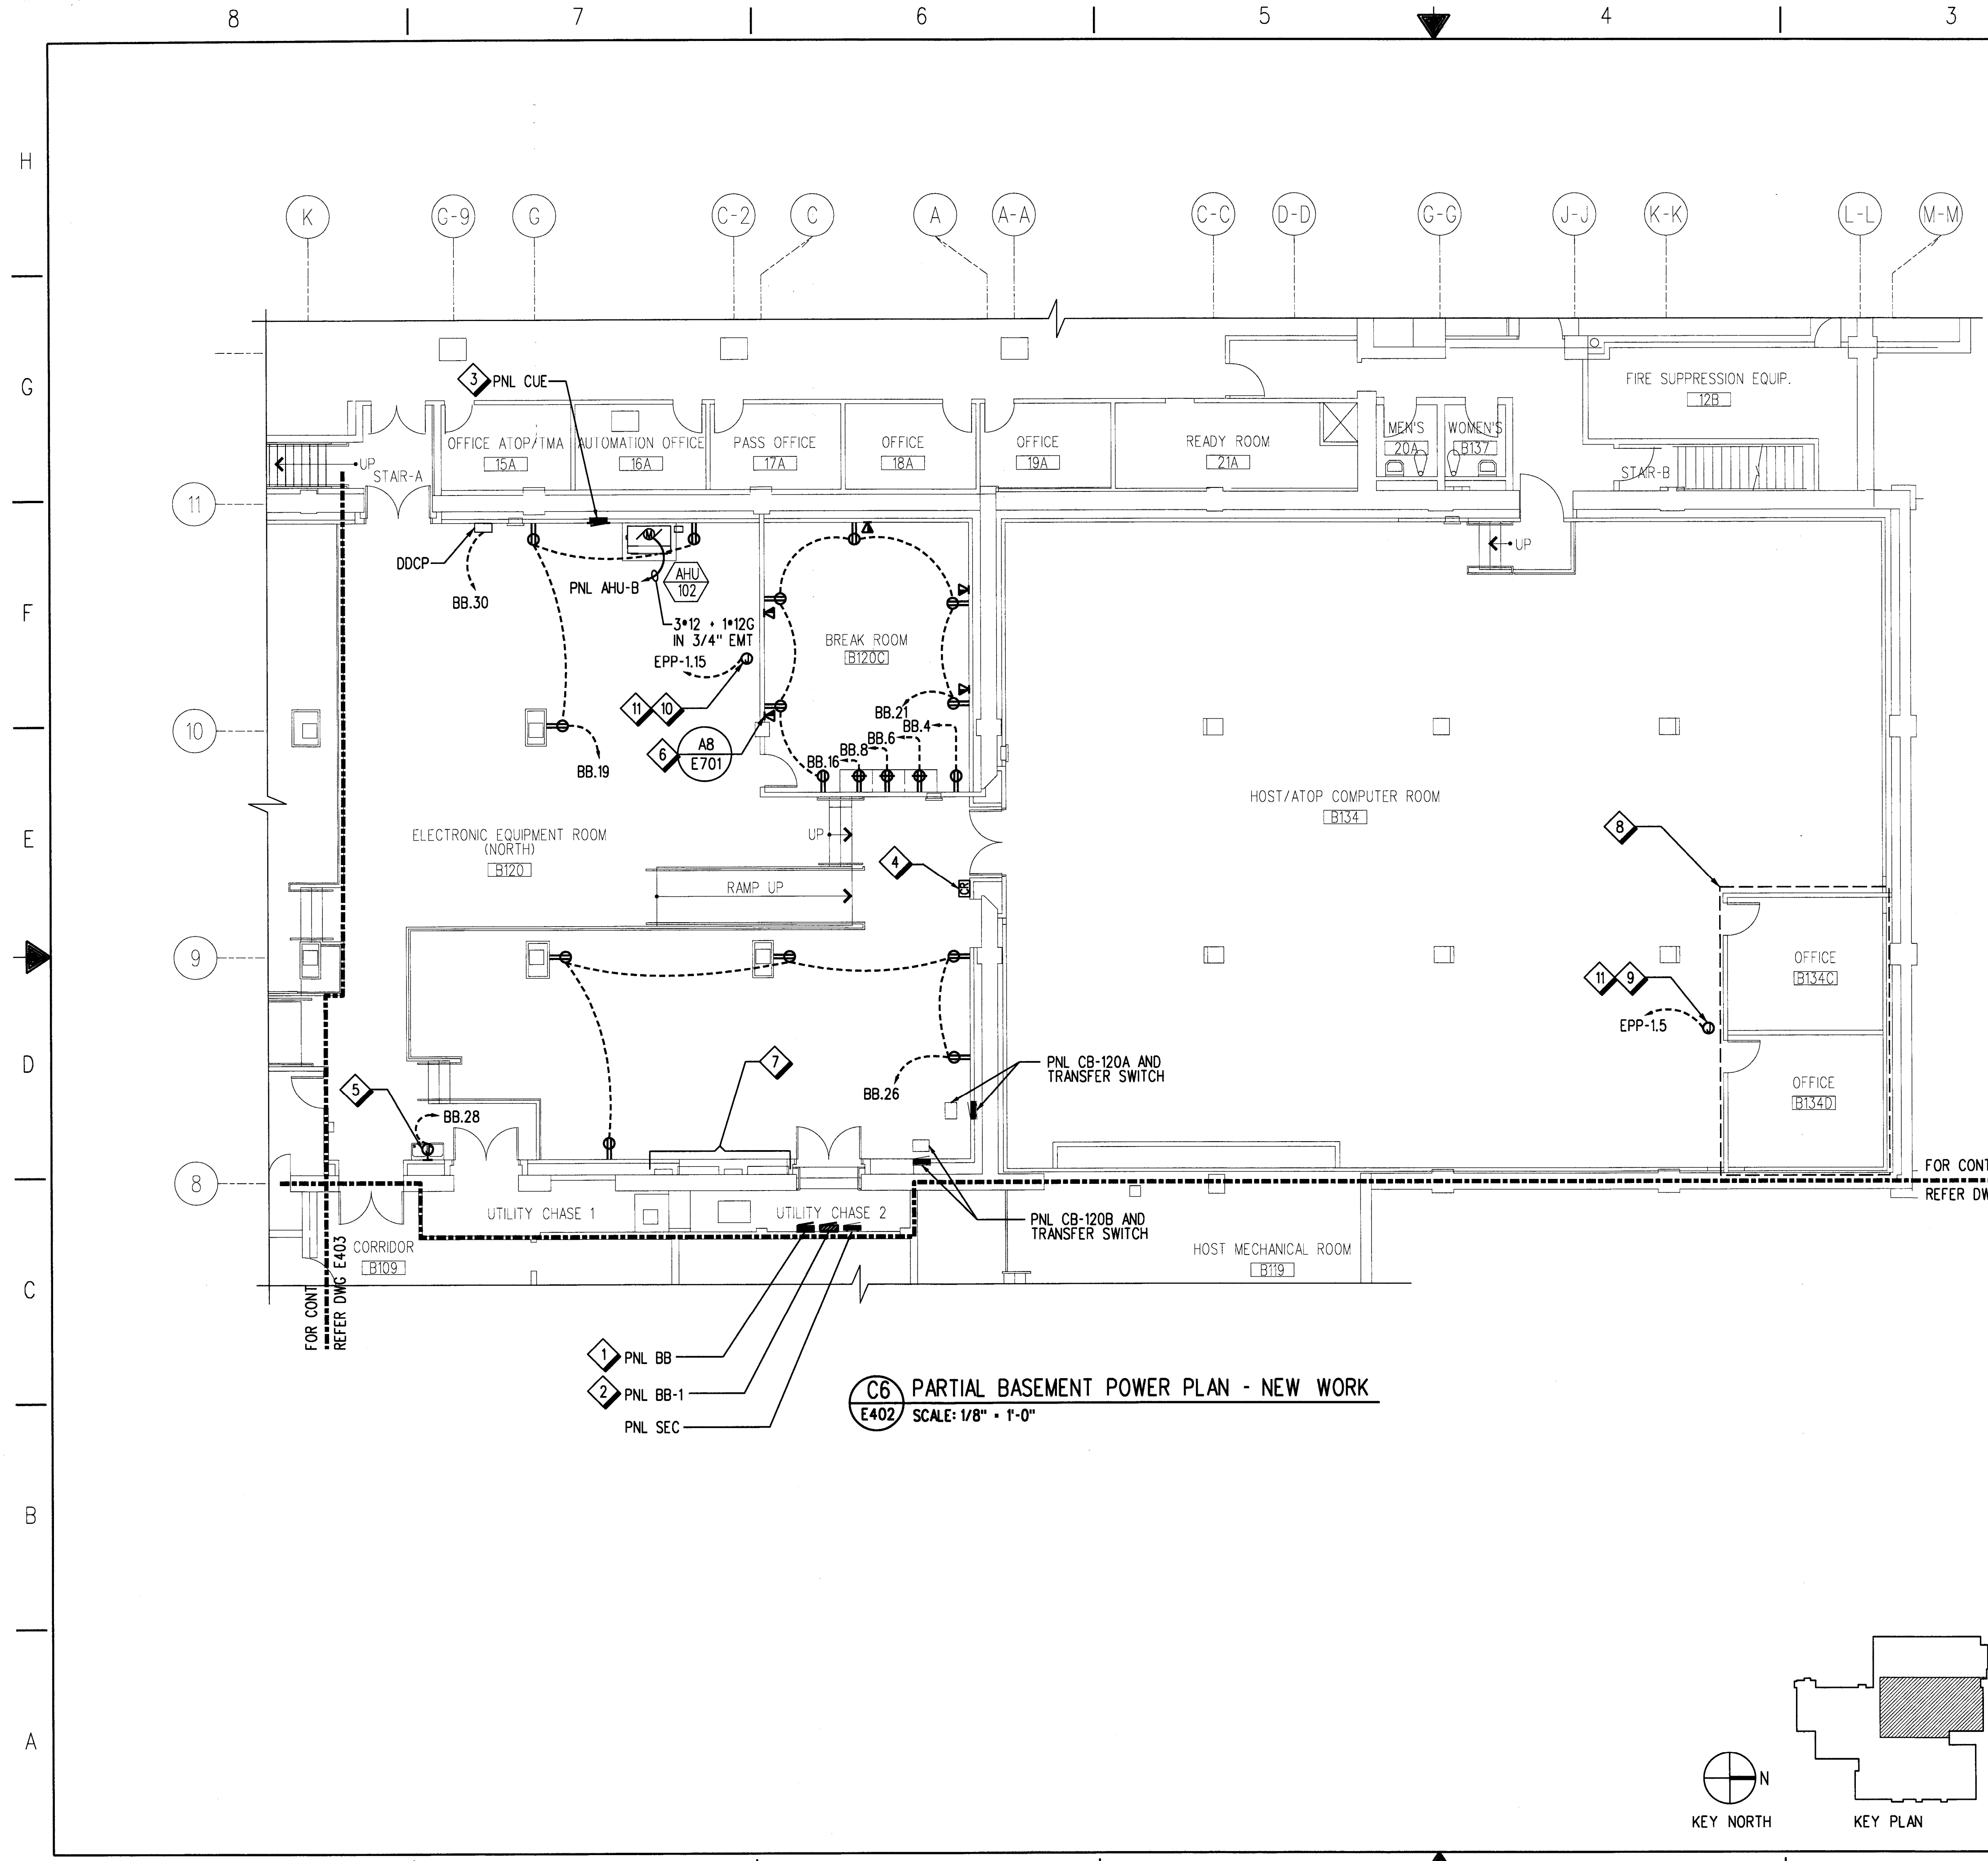 8 7 6 5 4 3
H
K G-9 G C-2 C A A-A C-C D-D G-G J-J K-K L-L M-M
G
3 PNL CUE
FIRE SUPPRESSION EQUIP.
12B
OFFICE ATOP/TMA
15A
AUTOMATION OFFICE
16A
PASS OFFICE
17A
OFFICE
18A
OFFICE
19A
READY ROOM
21A
MEN'S
20A
WOMEN'S
B137
UP
STAIR-A
STAIR-B
11
UP
DDCP
BB.30
PNL AHU-B
AHU
102
F
3#12 + 1#12G
IN 3/4" EMT
EPP-1.15
BREAK ROOM
B120C
11 10
BB.21
BB.4
BB.6
BB.8
BB.16
10
6
A8
E701
BB.19
HOST/ATOP COMPUTER ROOM
B134
8
E
ELECTRONIC EQUIPMENT ROOM
(NORTH)
B120
UP
4
CR
RAMP UP
9
OFFICE
B134C
11 9
EPP-1.5
D
7
PNL CB-120A AND
TRANSFER SWITCH
OFFICE
B134D
5
BB.28
BB.26
8
FOR CONT
REFER DW
UTILITY CHASE 1
UTILITY CHASE 2
PNL CB-120B AND
TRANSFER SWITCH
CORRIDOR
B109
HOST MECHANICAL ROOM
B119
C
FOR CONT
REFER DWG E403
1 PNL BB
2 PNL BB-1
PNL SEC
C6
E402
PARTIAL BASEMENT POWER PLAN - NEW WORK
SCALE: 1/8" = 1'-0"
B
A
N
KEY NORTH
KEY PLAN